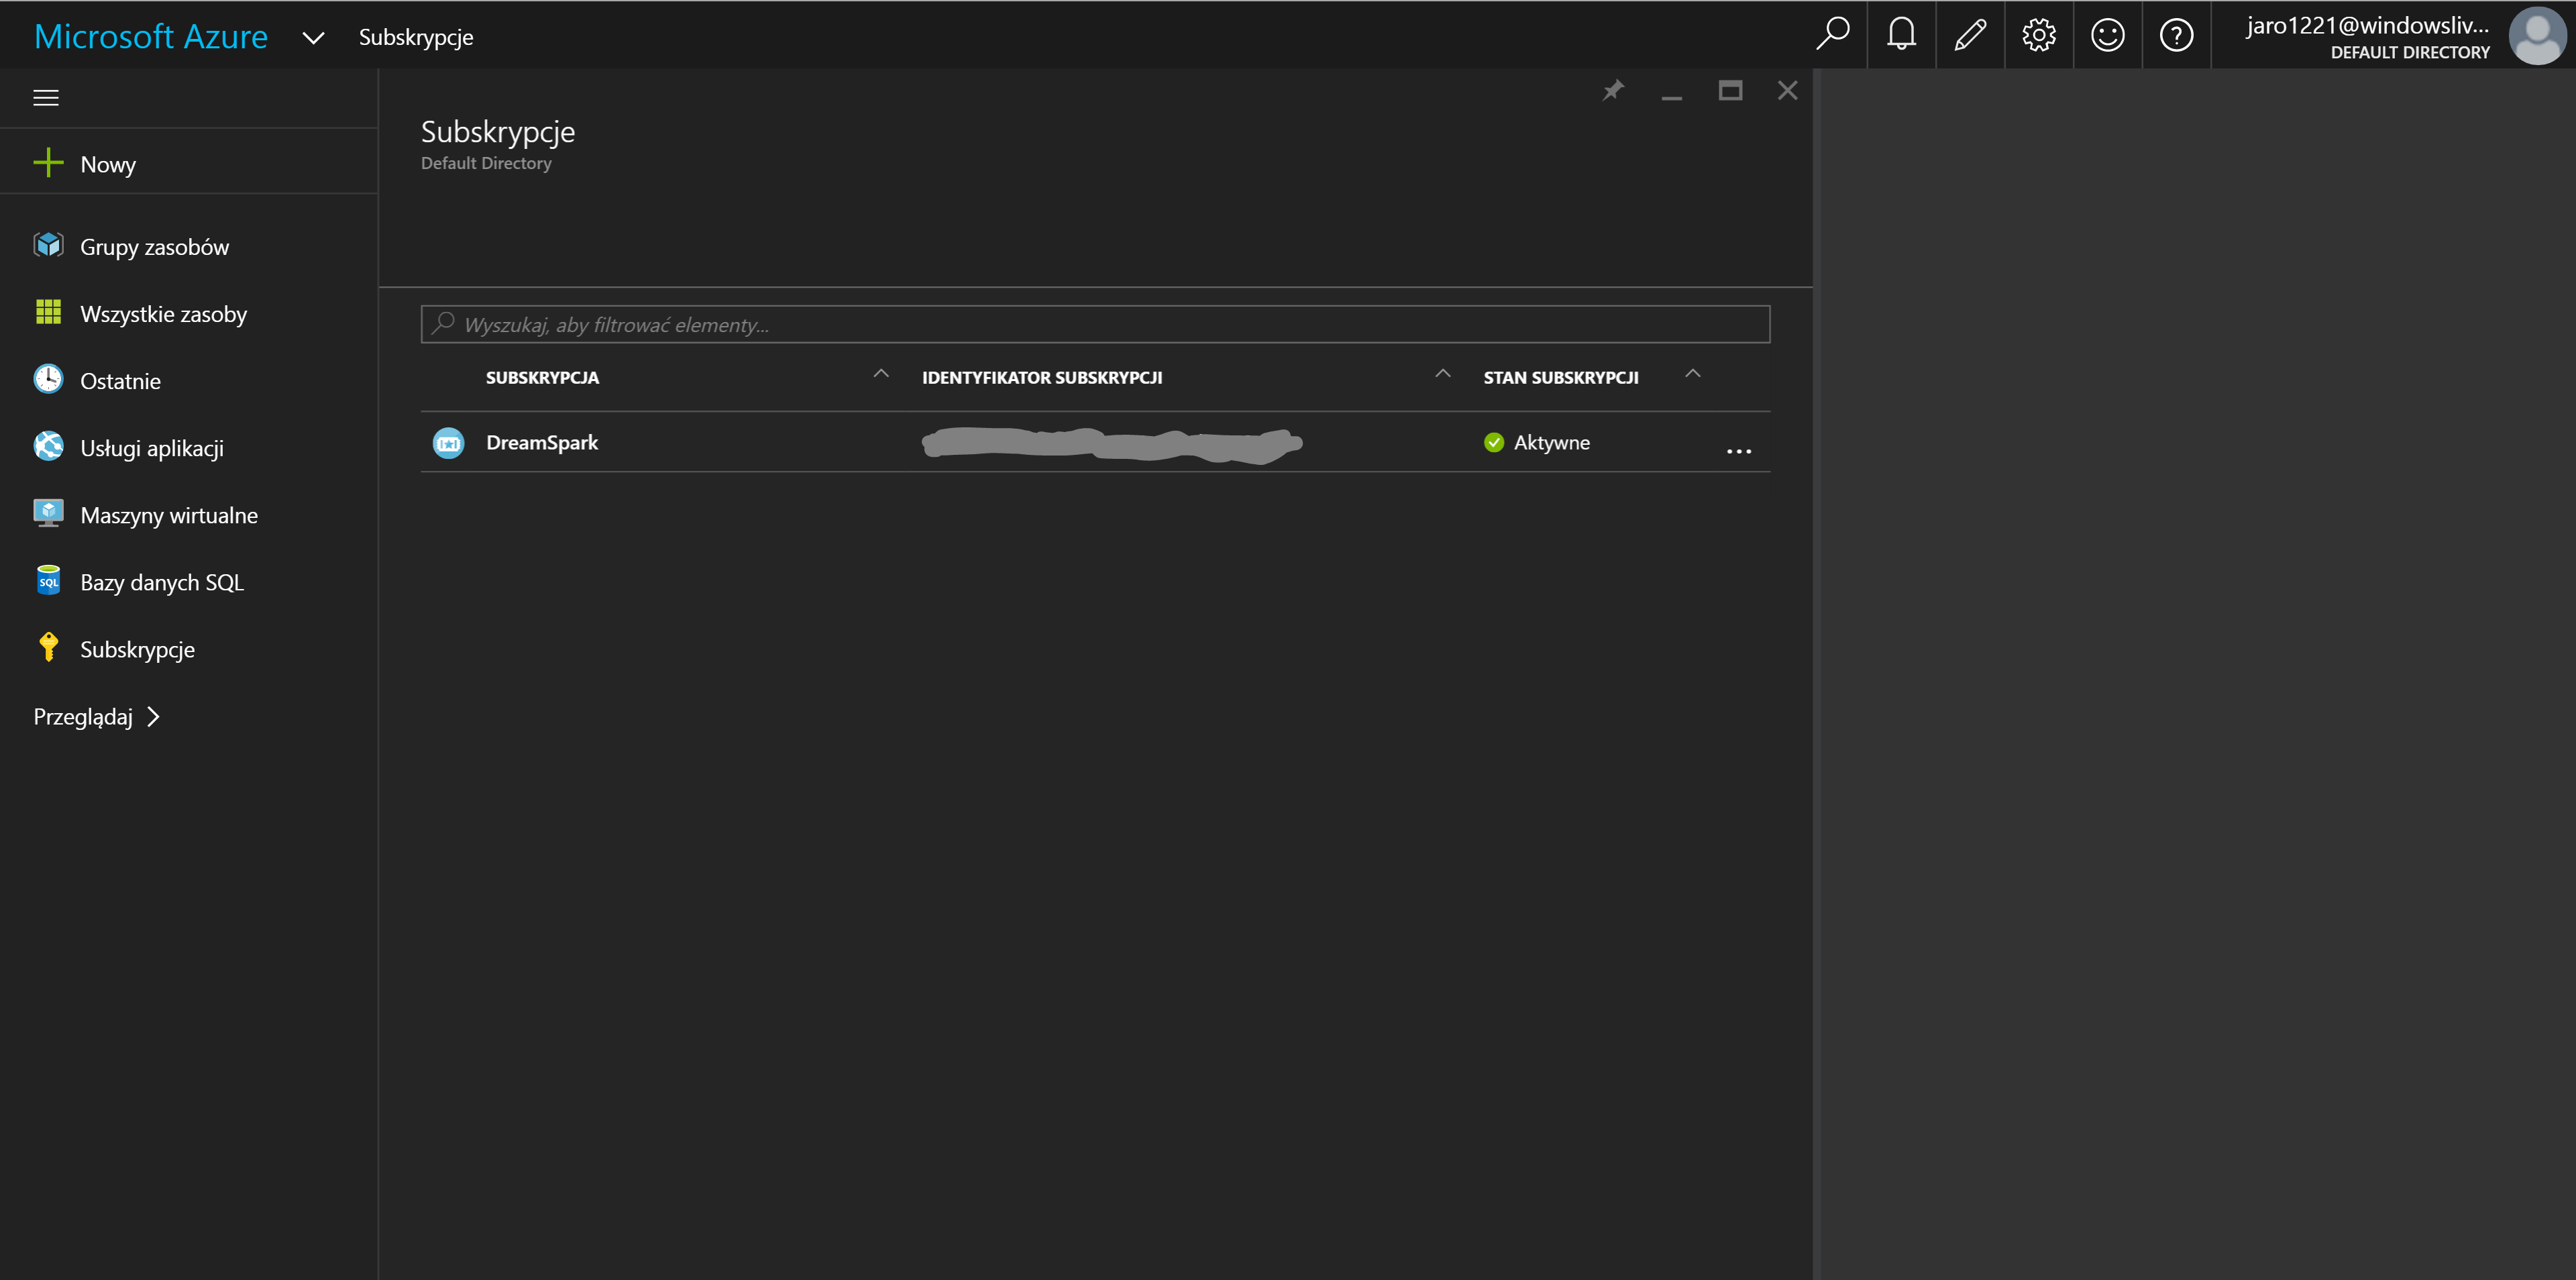 Microsoft Azure
Subskrypcje
jaro1221@windowsliv...
DEFAULT DIRECTORY
Nowy
Grupy zasobów
Wszystkie zasoby
Ostatnie
Usługi aplikacji
Maszyny wirtualne
SQL
Bazy danych SQL
Subskrypcje
Przeglądaj
Subskrypcje
Default Directory
Wyszukaj, aby filtrować elementy...
SUBSKRYPCJA IDENTYFIKATOR SUBSKRYPCJI STAN SUBSKRYPCJI
DreamSpark Aktywne ...